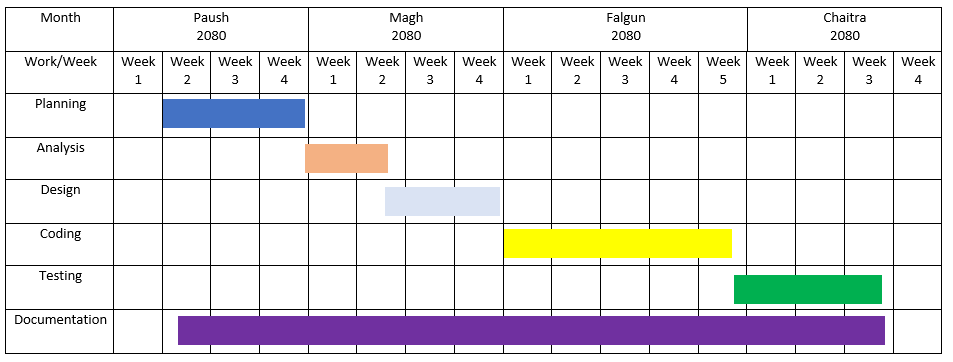 Month Paush Magh Falgun Chaitra
2080 2080 2080 2080
Work/Week Week Week Week Week Week Week Week Week Week Week Week Week Week Week Week Week Week
1 2 3 4 1 2 3 4 1 2 3 4 5 1 2 3 4
Planning
Analysis
Design
Coding
Testing
Documentation